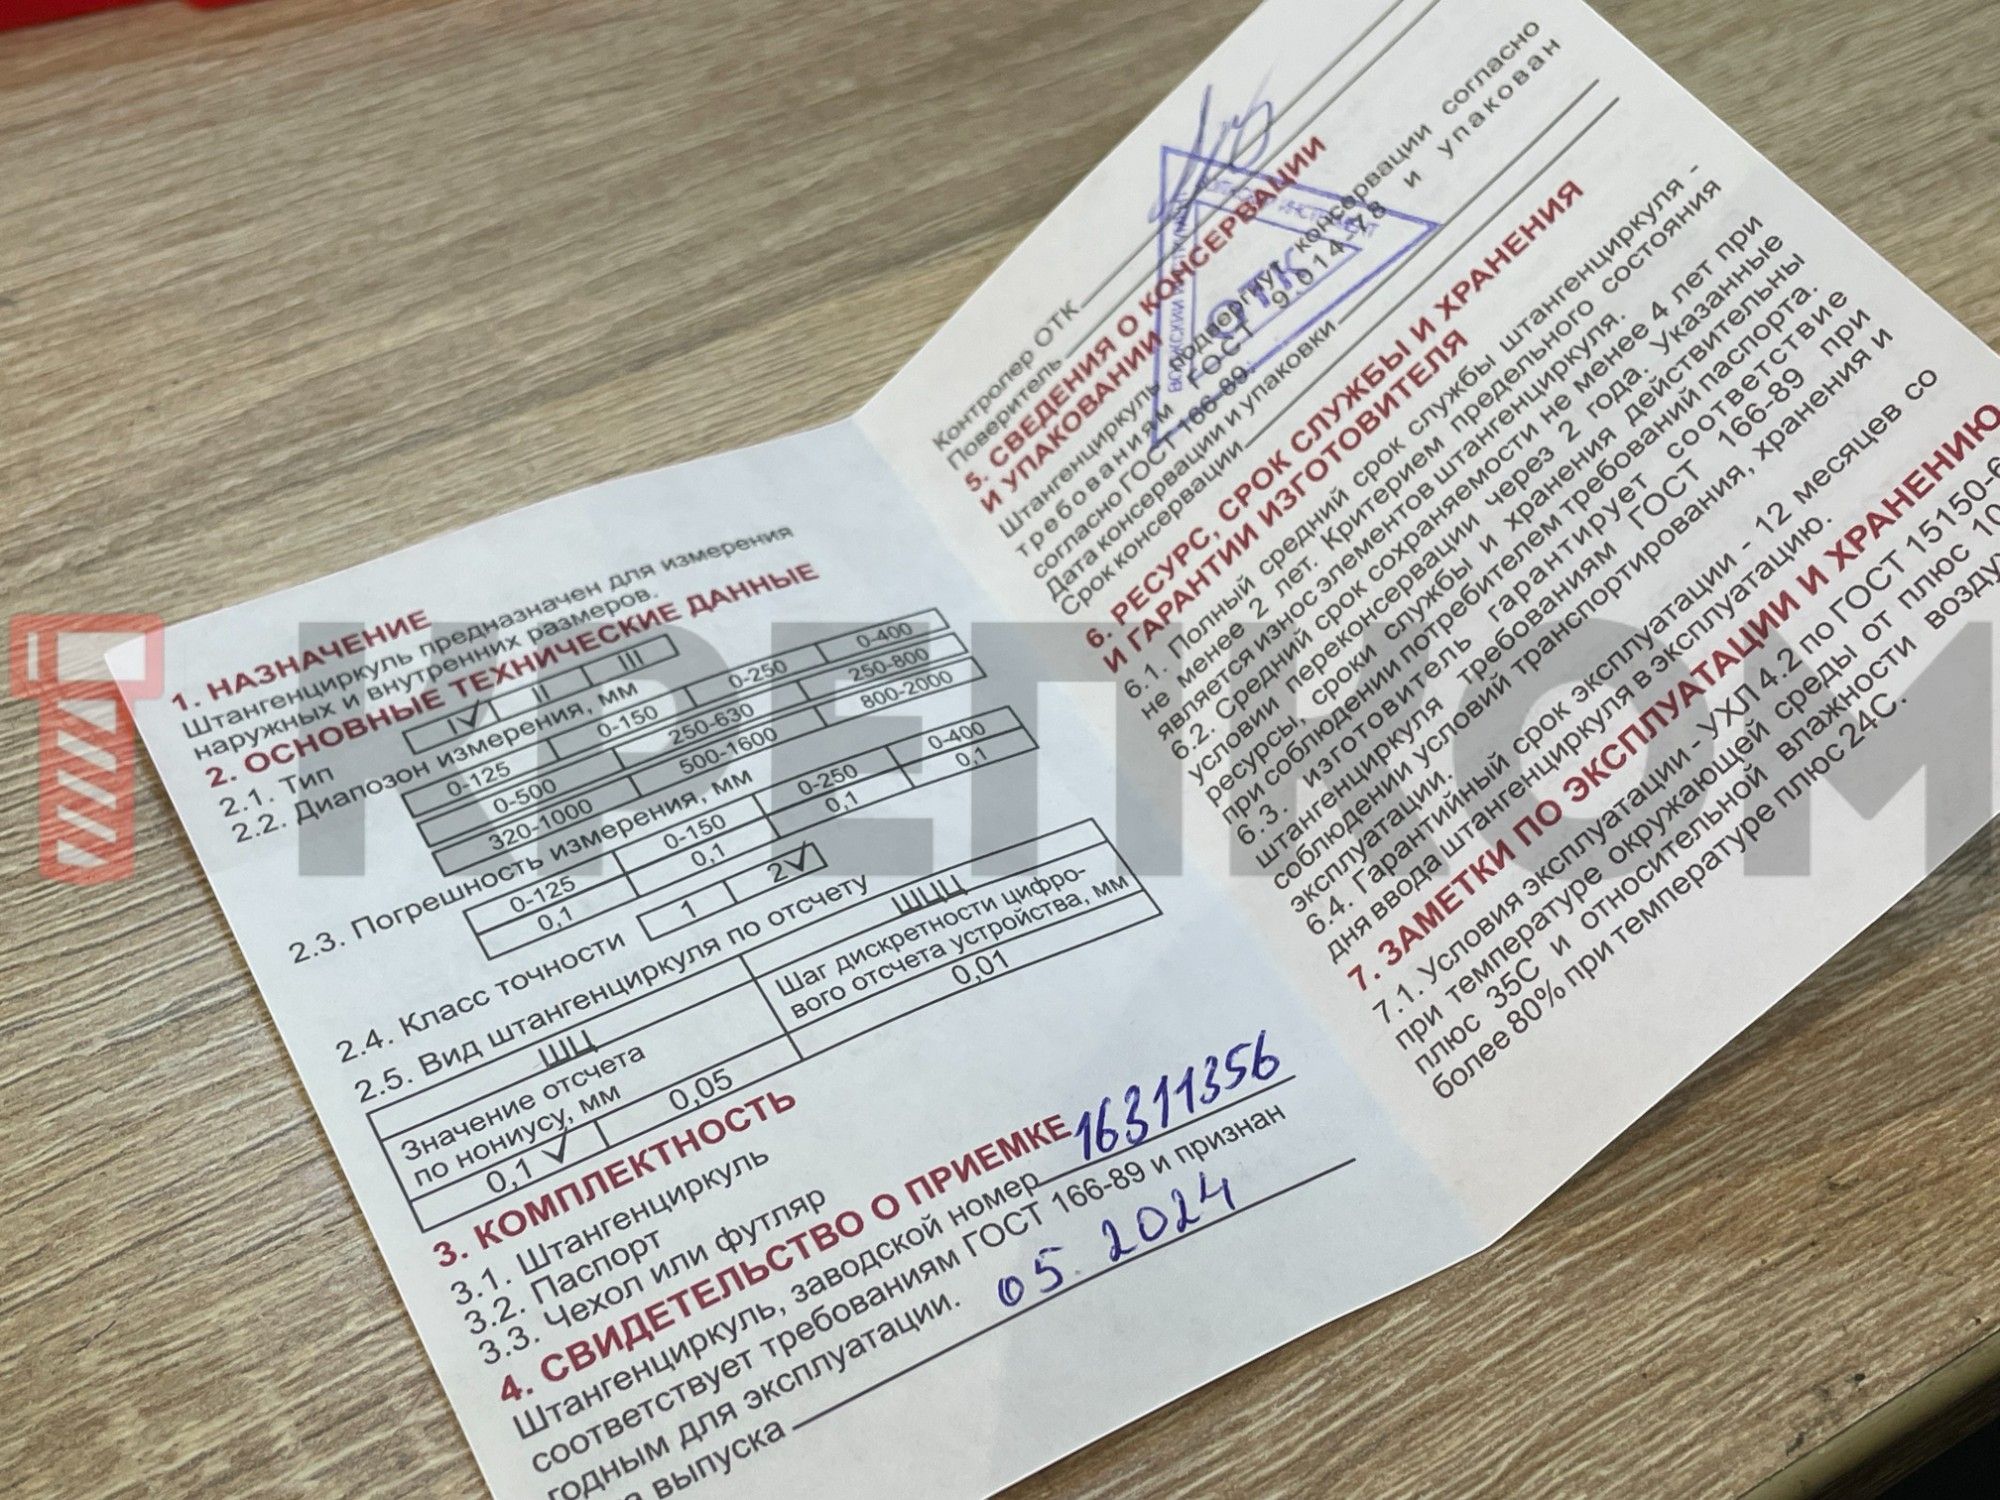 1. НАЗНАЧЕНИЕ
Штангенциркуль предназначен для измерения
наружных и внутренних размеров.
2. ОСНОВНЫЕ ТЕХНИЧЕСКИЕ ДАННЫЕ
2.1. Тип I✓ II III
2.2. Диапозон измерения, мм
0-125 0-150 0-250 0-400
0-500 250-630 250-800
320-1000 500-1600 800-2000
2.3. Погрешность измерения, мм
0-125 0-150 0-250 0-400
0,1 0,1 0,1 0,1
2.4. Класс точности 1 2✓
2.5. Вид штангенциркуля по отсчету
ШЦ ШЦЦ
Значение отсчета
по нониусу, мм
Шаг дискретности цифро-
вого отсчета устройства, мм
0,1✓ 0,05 0,01
3. КОМПЛЕКТНОСТЬ
3.1. Штангенциркуль
3.2. Паспорт
3.3. Чехол или футляр
4. СВИДЕТЕЛЬСТВО О ПРИЕМКЕ
Штангенциркуль, заводской номер 16311356
соответствует требованиям ГОСТ 166-89 и признан
годным для эксплуатации.
выпуска 05.2024
Контролер ОТК
Поверитель
5. СВЕДЕНИЯ О КОНСЕРВАЦИИ
И УПАКОВАНИИ
Штангенциркуль подвергнут консервации согласно
требованиям ГОСТ 9.014-78 и упакован
согласно ГОСТ 166-89.
Дата консервации и упаковки
Срок консервации
ОТК
6. РЕСУРС, СРОК СЛУЖБЫ И ХРАНЕНИЯ
И ГАРАНТИИ ИЗГОТОВИТЕЛЯ
6.1. Полный средний срок службы штангенциркуля -
не менее 2 лет. Критерием предельного состояния
является износ элементов штангенциркуля.
6.2. Средний срок сохраняемости не менее 4 лет при
условии переконсервации через 2 года. Указанные
ресурсы, сроки службы и хранения действительны
при соблюдении потребителем требований паспорта.
6.3. изготовитель гарантирует соответствие
штангенциркуля требованиям ГОСТ 166-89 при
соблюдении условий транспортирования, хранения и
эксплуатации.
6.4. Гарантийный срок эксплуатации - 12 месяцев со
дня ввода штангенциркуля в эксплуатацию.
7. ЗАМЕТКИ ПО ЭКСПЛУАТАЦИИ И ХРАНЕНИЮ
7.1. Условия эксплуатации - УХЛ 4.2 по ГОСТ 15150-6
при температуре окружающей среды от плюс 10
плюс 35С и относительной влажности возду
более 80% при температуре плюс 24С.
КРЕПКОМ